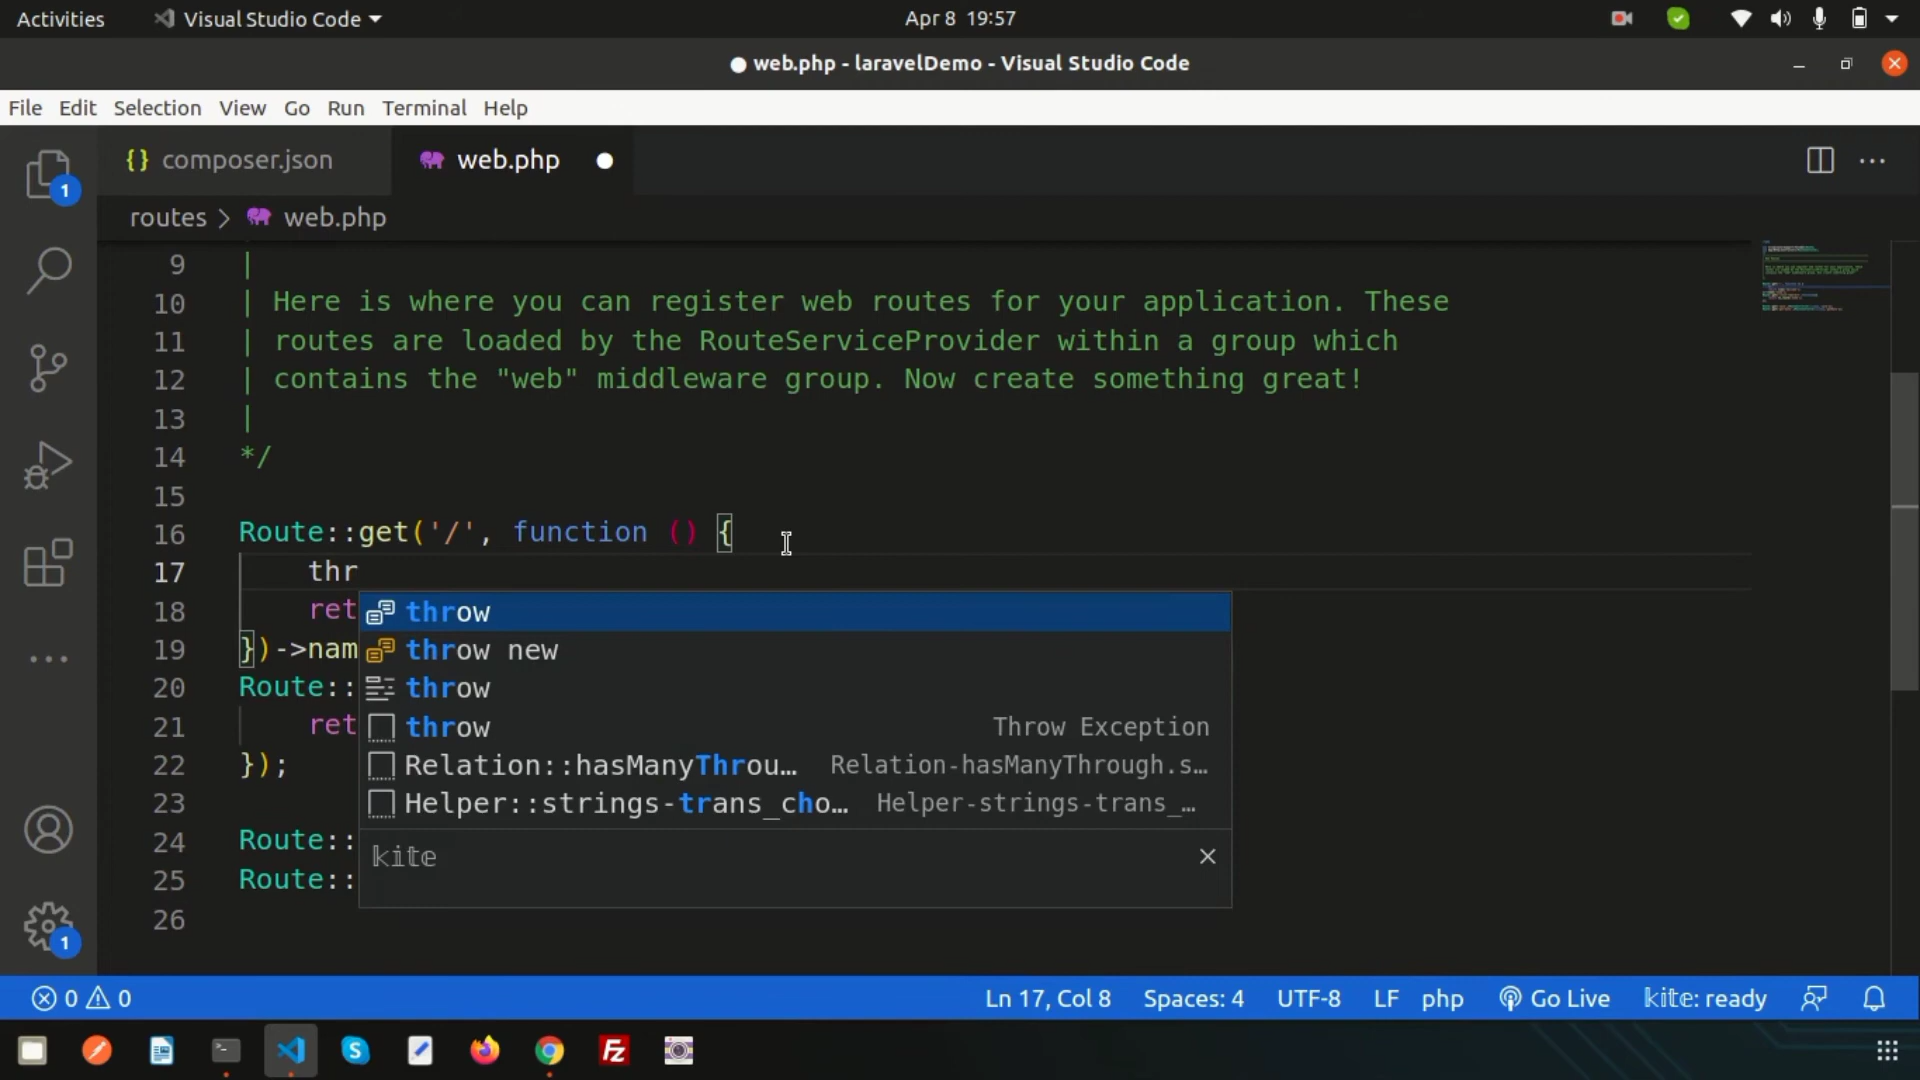 Activities Visual Studio Code Apr 8 19:57
web.php - laravelDemo - Visual Studio Code
File Edit Selection View Go Run Terminal Help
{} composer.json web.php
1
routes > web.php
9 |
10 | Here is where you can register web routes for your application. These
11 | routes are loaded by the RouteServiceProvider within a group which
12 | contains the "web" middleware group. Now create something great!
13 |
14 */
15
16 Route::get('/', function () {
17 thr
18 ret
19 })->nam
20 Route::
21 ret
22 });
23
24 Route::
25 Route::
26
throw
throw new
throw
throw Throw Exception
Relation::hasManyThrou… Relation-hasManyThrough.s…
Helper::strings-trans_cho… Helper-strings-trans_…
kite
1
0 0 Ln 17, Col 8 Spaces: 4 UTF-8 LF php Go Live kite: ready